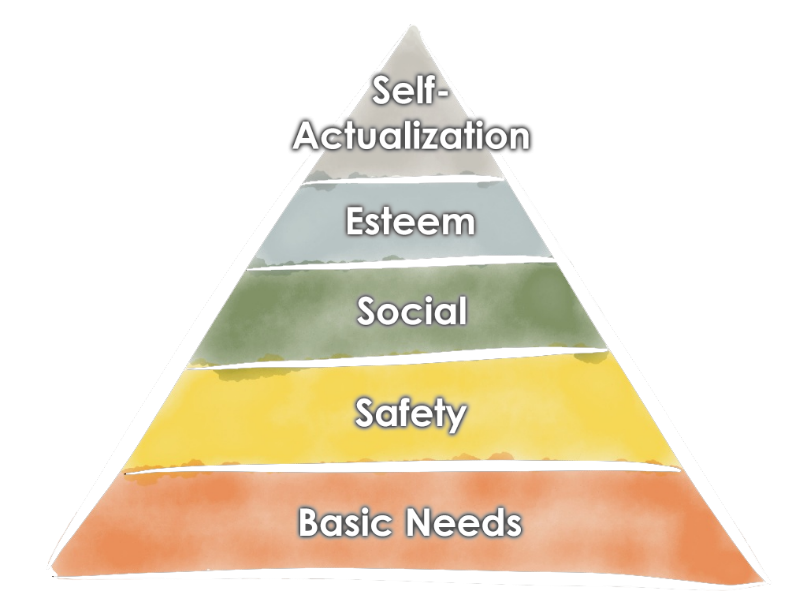 Self-
Actualization
Esteem
Social
Safety
Basic Needs